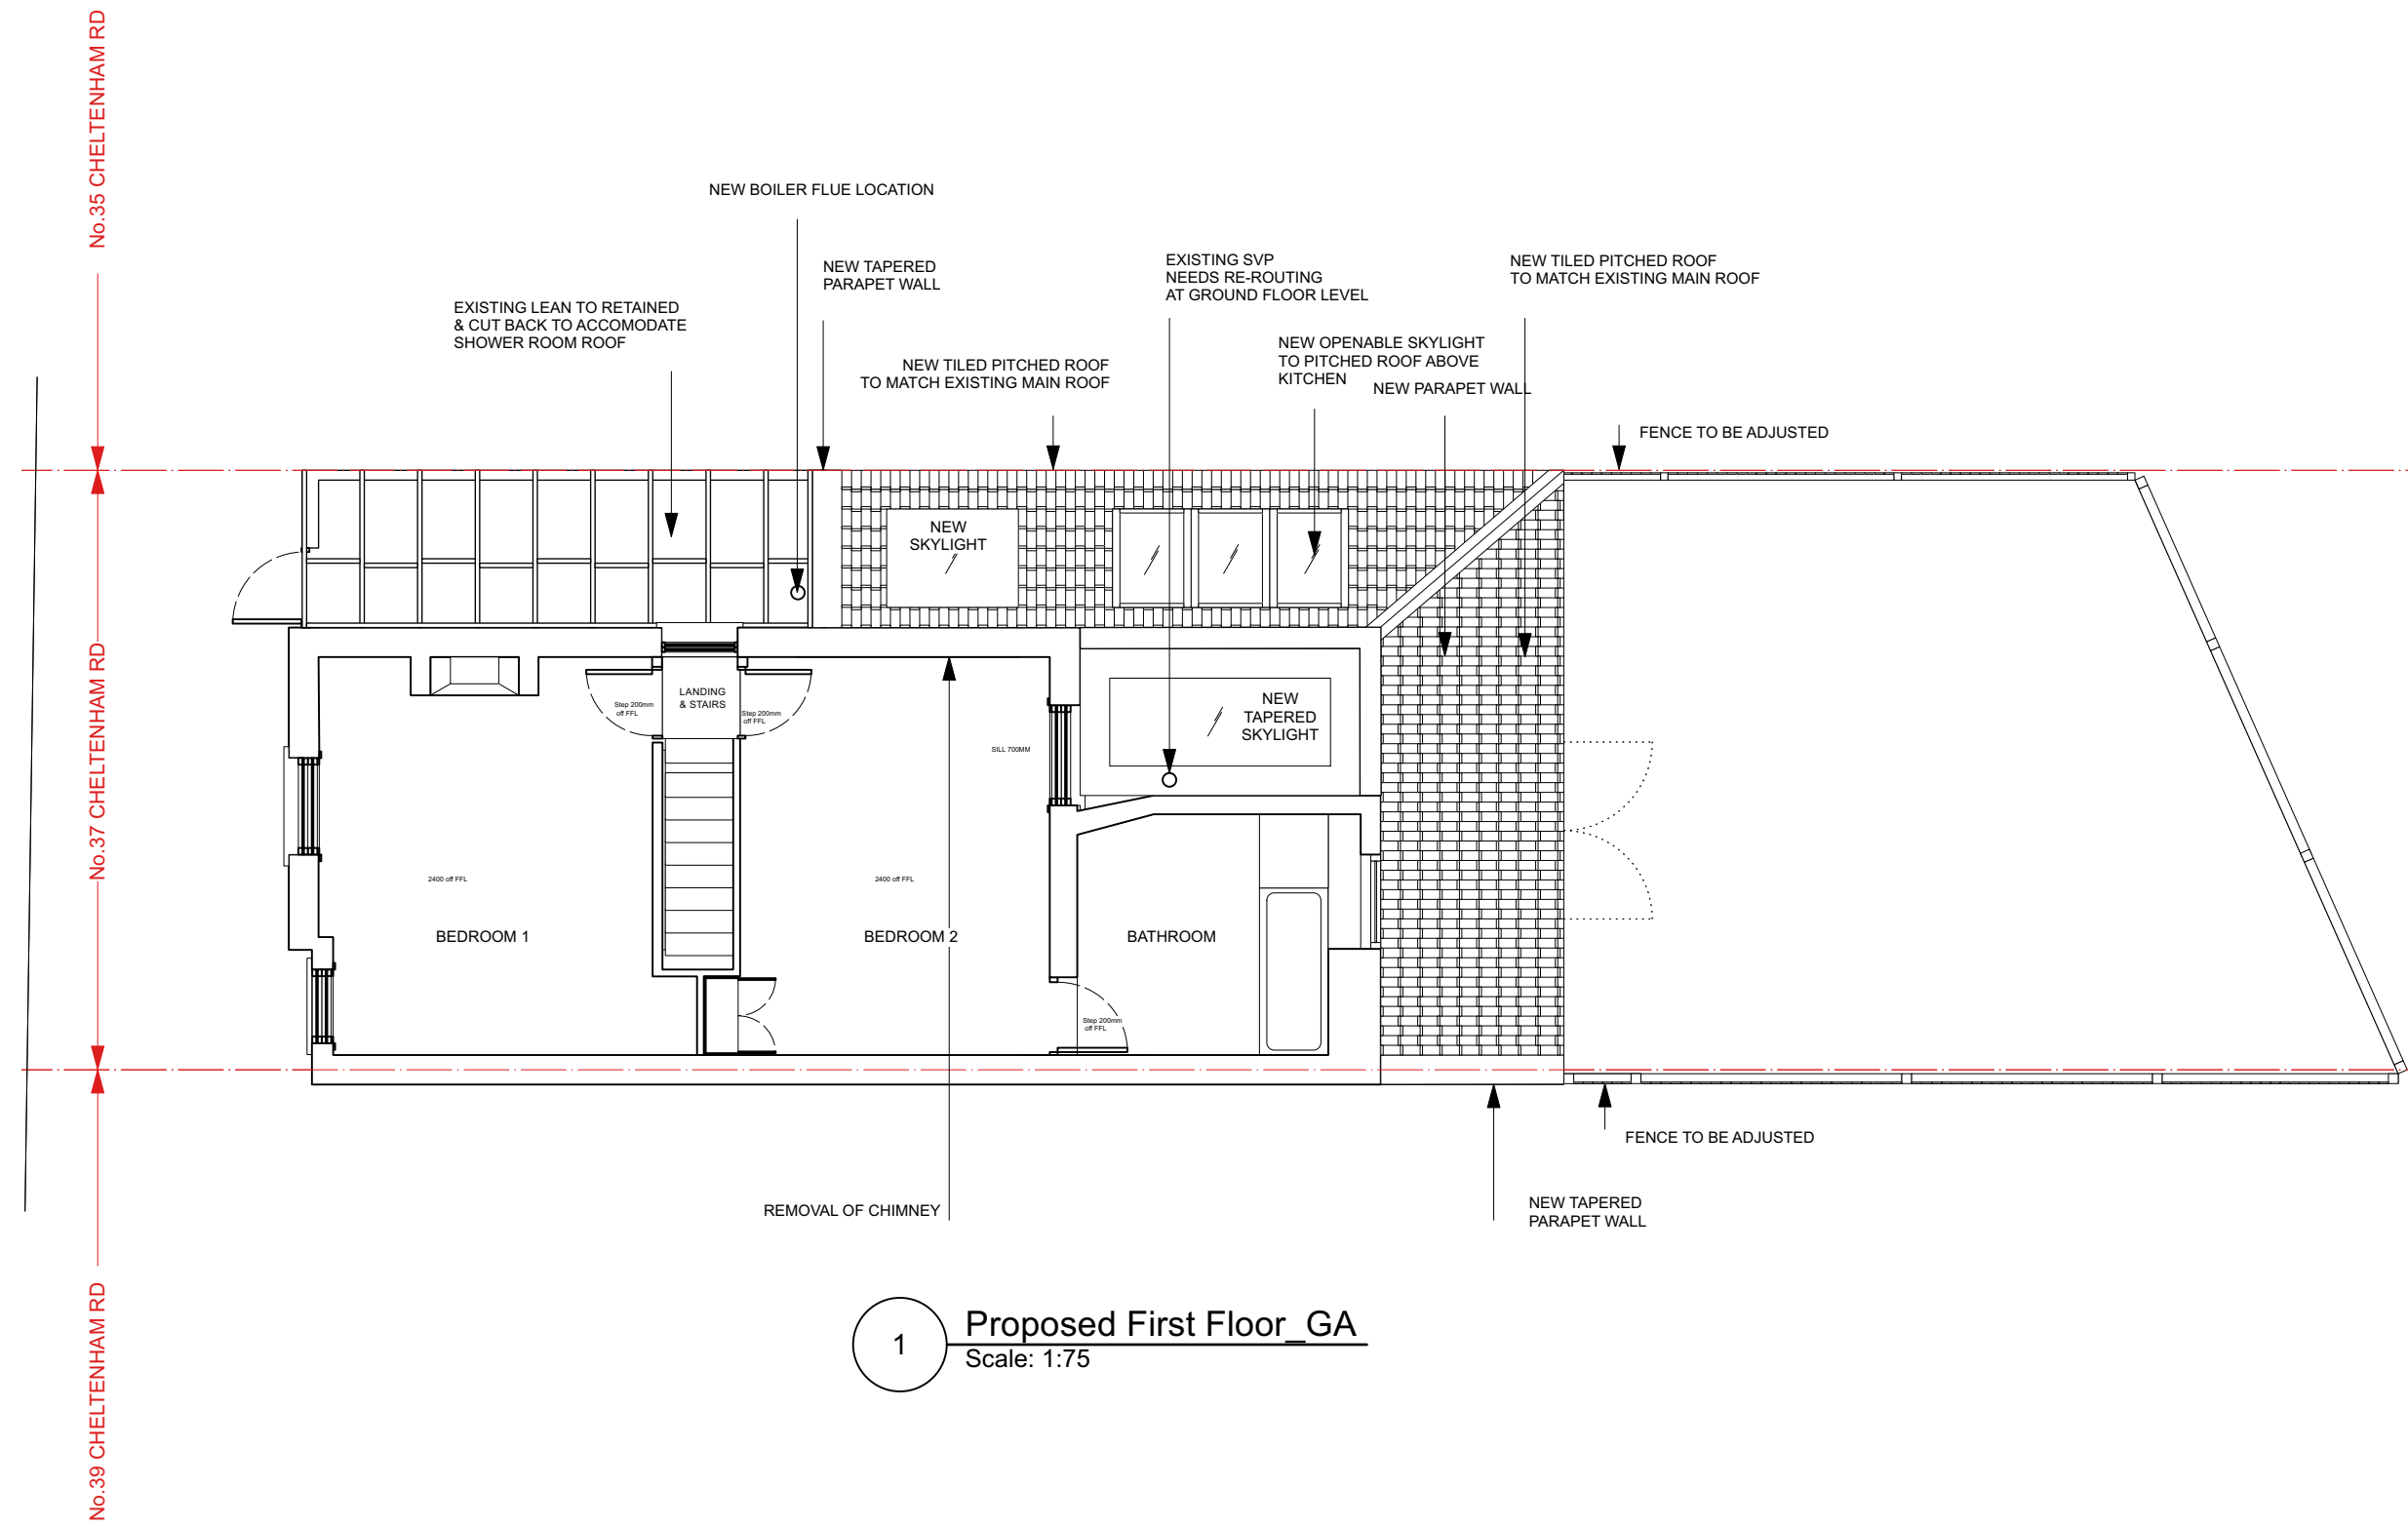 No.35 CHELTENHAM RD
NEW BOILER FLUE LOCATION
NEW TAPERED
PARAPET WALL
EXISTING SVP
NEEDS RE-ROUTING
AT GROUND FLOOR LEVEL
NEW TILED PITCHED ROOF
TO MATCH EXISTING MAIN ROOF
EXISTING LEAN TO RETAINED
& CUT BACK TO ACCOMODATE
SHOWER ROOM ROOF
NEW TILED PITCHED ROOF
TO MATCH EXISTING MAIN ROOF
NEW OPENABLE SKYLIGHT
TO PITCHED ROOF ABOVE
KITCHEN
NEW PARAPET WALL
FENCE TO BE ADJUSTED
NEW
SKYLIGHT
No.37 CHELTENHAM RD
LANDING
& STAIRS
Step 200mm
off FFL
Step 200mm
off FFL
SILL 700MM
NEW
TAPERED
SKYLIGHT
2400 off FFL
2400 off FFL
BEDROOM 1
BEDROOM 2
BATHROOM
Step 200mm
off FFL
FENCE TO BE ADJUSTED
REMOVAL OF CHIMNEY
NEW TAPERED
PARAPET WALL
No.39 CHELTENHAM RD
1
Proposed First Floor_GA
Scale: 1:75